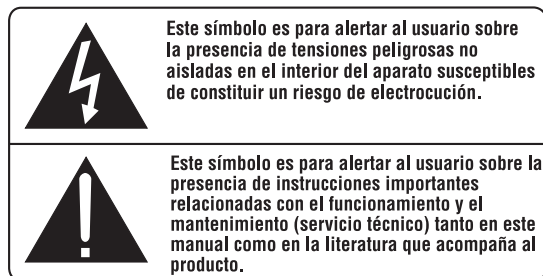 Este símbolo es para alertar al usuario sobre
la presencia de tensiones peligrosas no
aisladas en el interior del aparato susceptibles
de constituir un riesgo de electrocución.
Este símbolo es para alertar al usuario sobre la
presencia de instrucciones importantes
relacionadas con el funcionamiento y el
mantenimiento (servicio técnico) tanto en este
manual como en la literatura que acompaña al
producto.